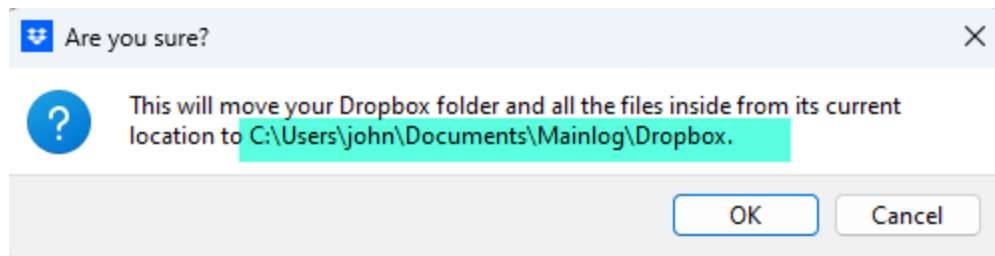 Are you sure?
This will move your Dropbox folder and all the files inside from its current
location to C:\Users\john\Documents\Mainlog\Dropbox.
OK
Cancel